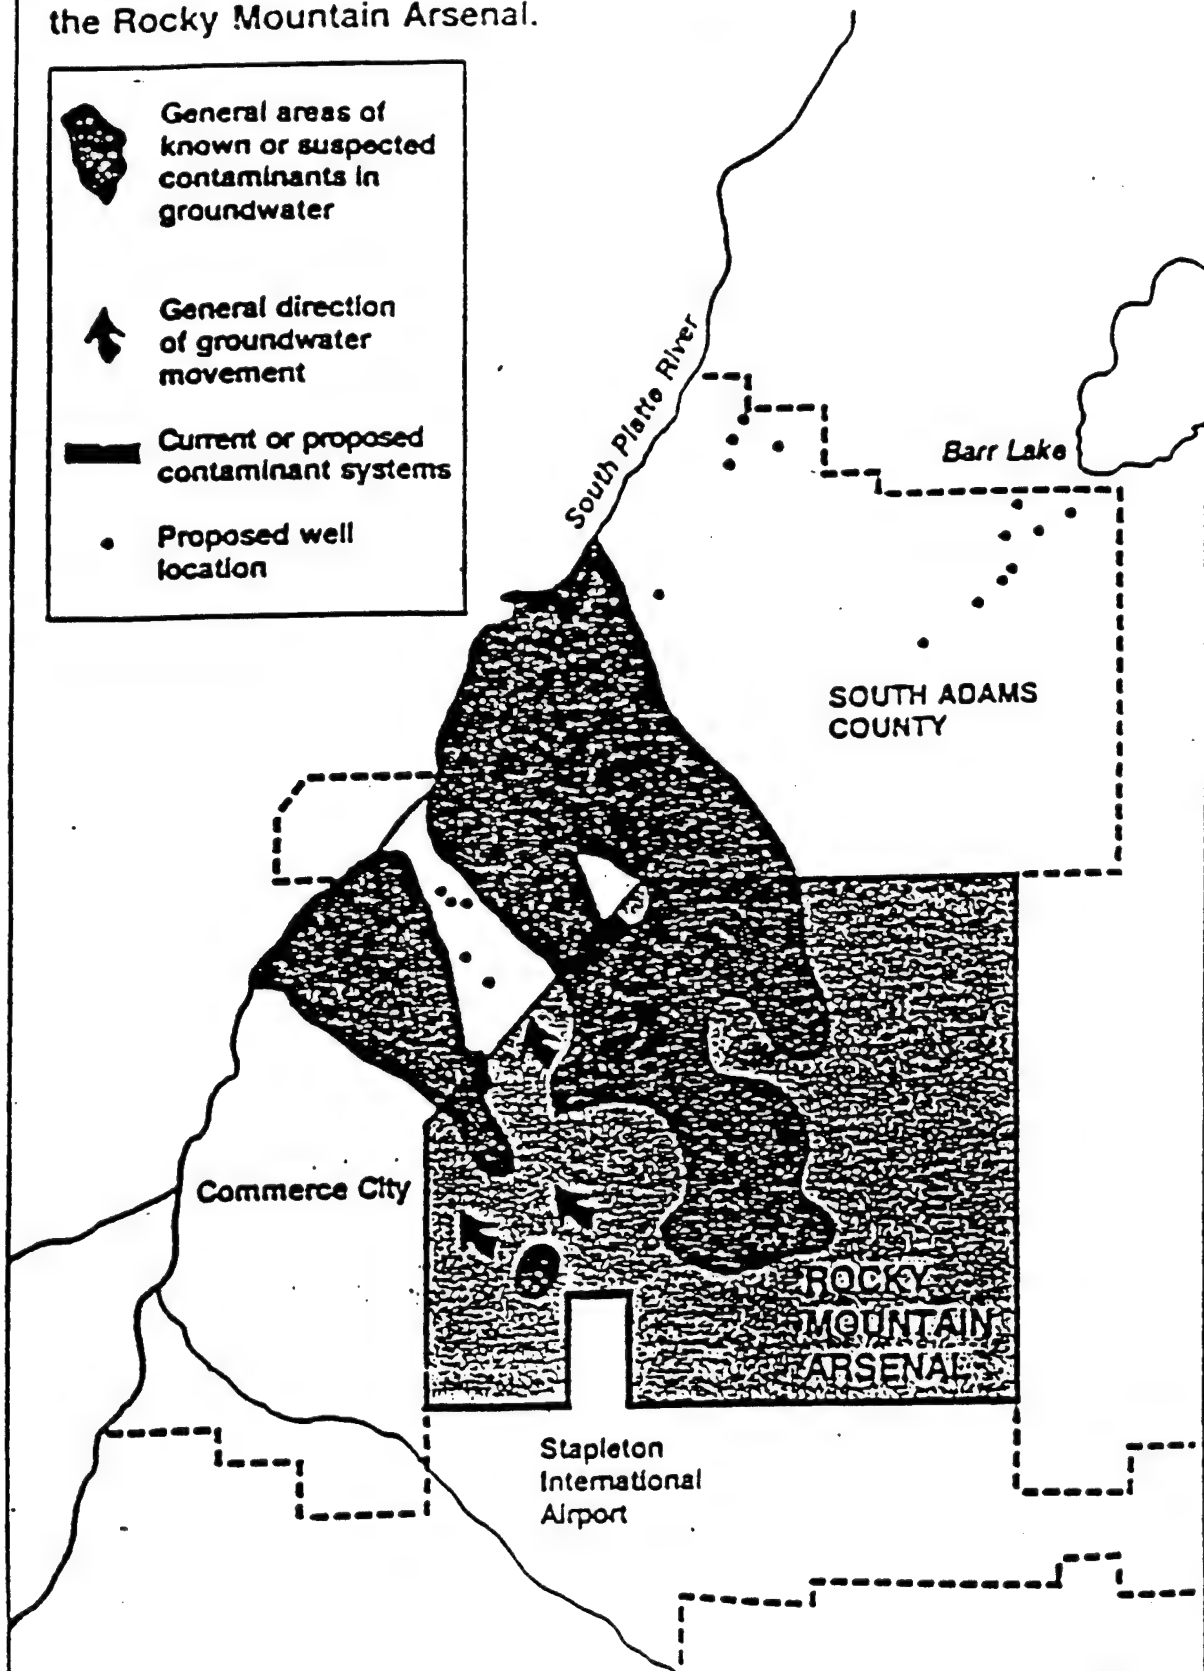 the Rocky Mountain Arsenal.
General areas of
known or suspected
contaminants in
groundwater
General direction
of groundwater
movement
Current or proposed
contaminant systems
Proposed well
location
South Platte River
Barr Lake
SOUTH ADAMS
COUNTY
Commerce City
ROCKY
MOUNTAIN
ARSENAL
Stapleton
International
Airport